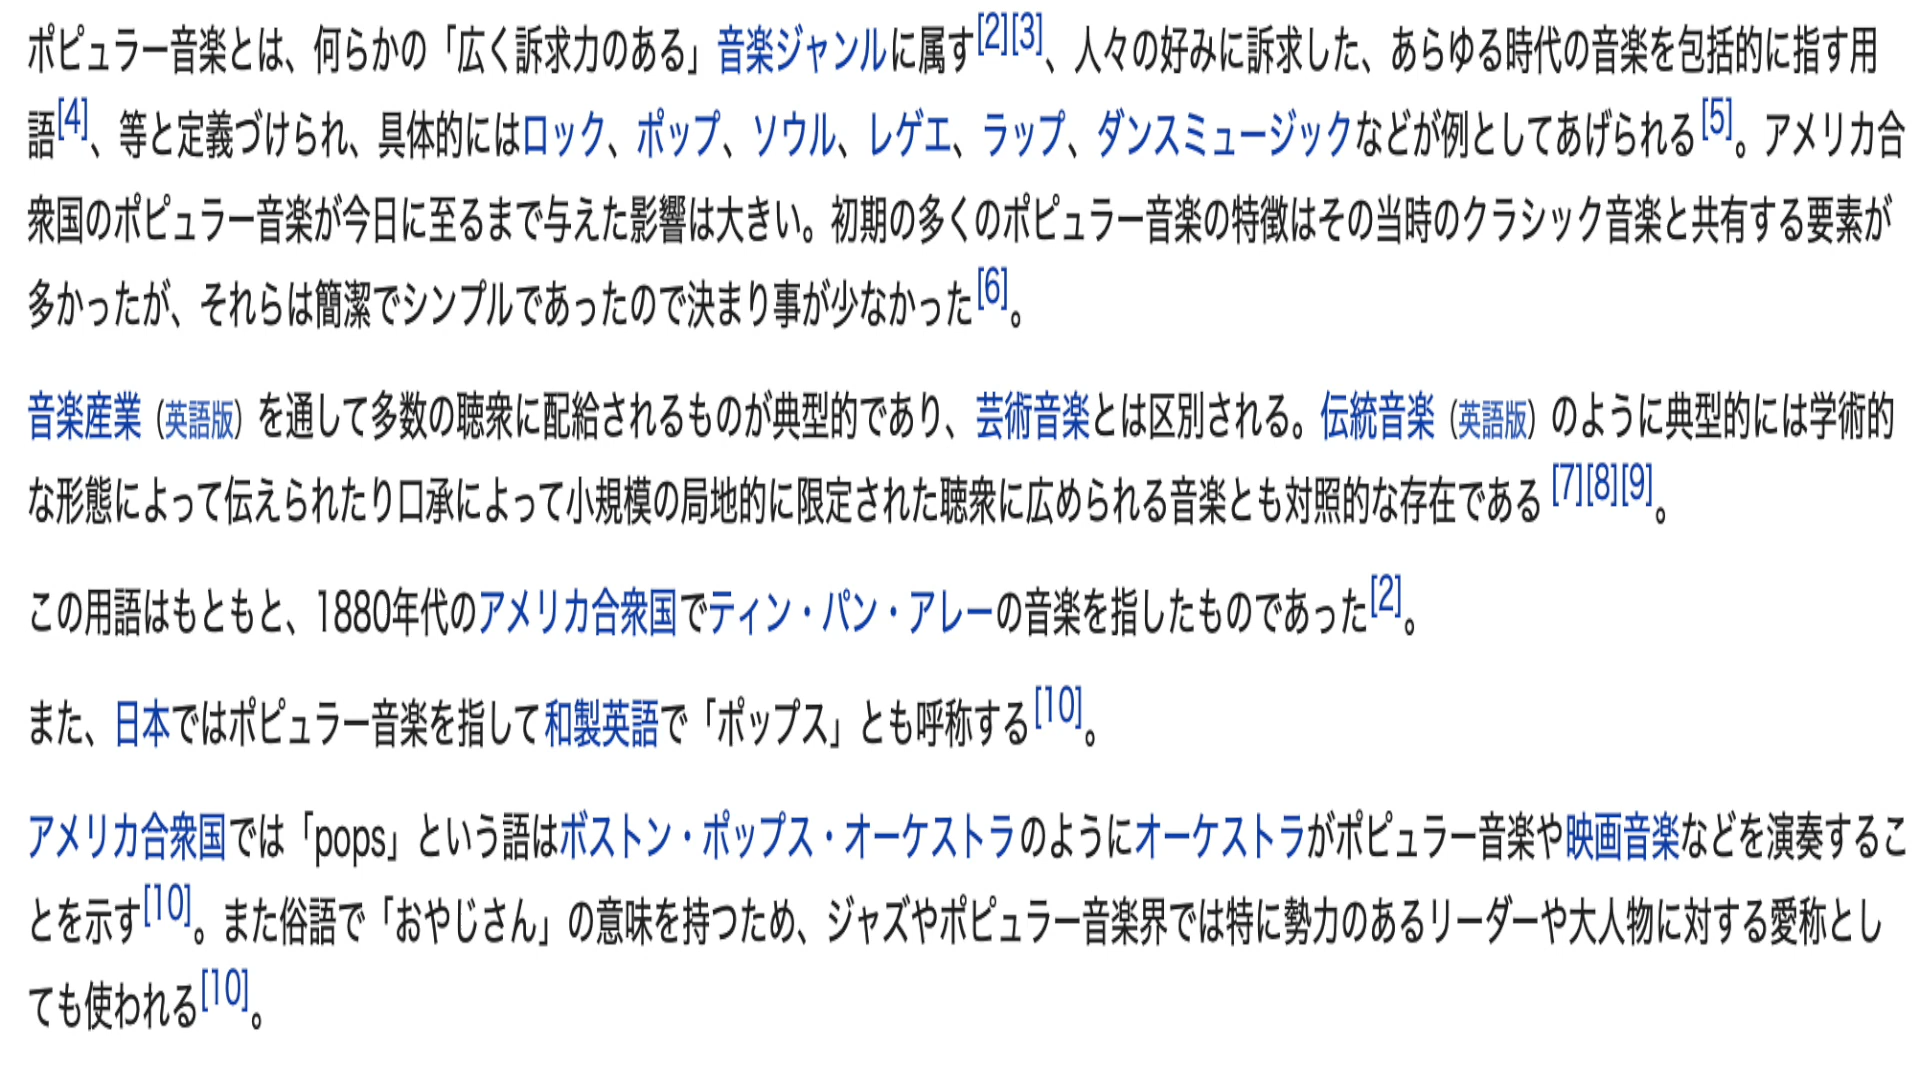 ポピュラー音楽とは、何らかの「広く訴求力のある」音楽ジャンルに属す[2][3]、人々の好みに訴求した、あらゆる時代の音楽を包括的に指す用
語[4]、等と定義づけられ、具体的にはロック、ポップ、ソウル、レゲエ、ラップ、ダンスミュージックなどが例としてあげられる[5]。アメリカ合
衆国のポピュラー音楽が今日に至るまで与えた影響は大きい。初期の多くのポピュラー音楽の特徴はその当時のクラシック音楽と共有する要素が
多かったが、それらは簡潔でシンプルであったので決まり事が少なかった[6]。
音楽産業（英語版）を通して多数の聴衆に配給されるものが典型的であり、芸術音楽とは区別される。伝統音楽（英語版）のように典型的には学術的
な形態によって伝えられたり口承によって小規模の局地的に限定された聴衆に広められる音楽とも対照的な存在である[7][8][9]。
この用語はもともと、1880年代のアメリカ合衆国でティン・パン・アレーの音楽を指したものであった[2]。
また、日本ではポピュラー音楽を指して和製英語で「ポップス」とも呼称する[10]。
アメリカ合衆国では「pops」という語はボストン・ポップス・オーケストラのようにオーケストラがポピュラー音楽や映画音楽などを演奏するこ
とを示す[10]。また俗語で「おやじさん」の意味を持つため、ジャズやポピュラー音楽界では特に勢力のあるリーダーや大人物に対する愛称とし
ても使われる[10]。